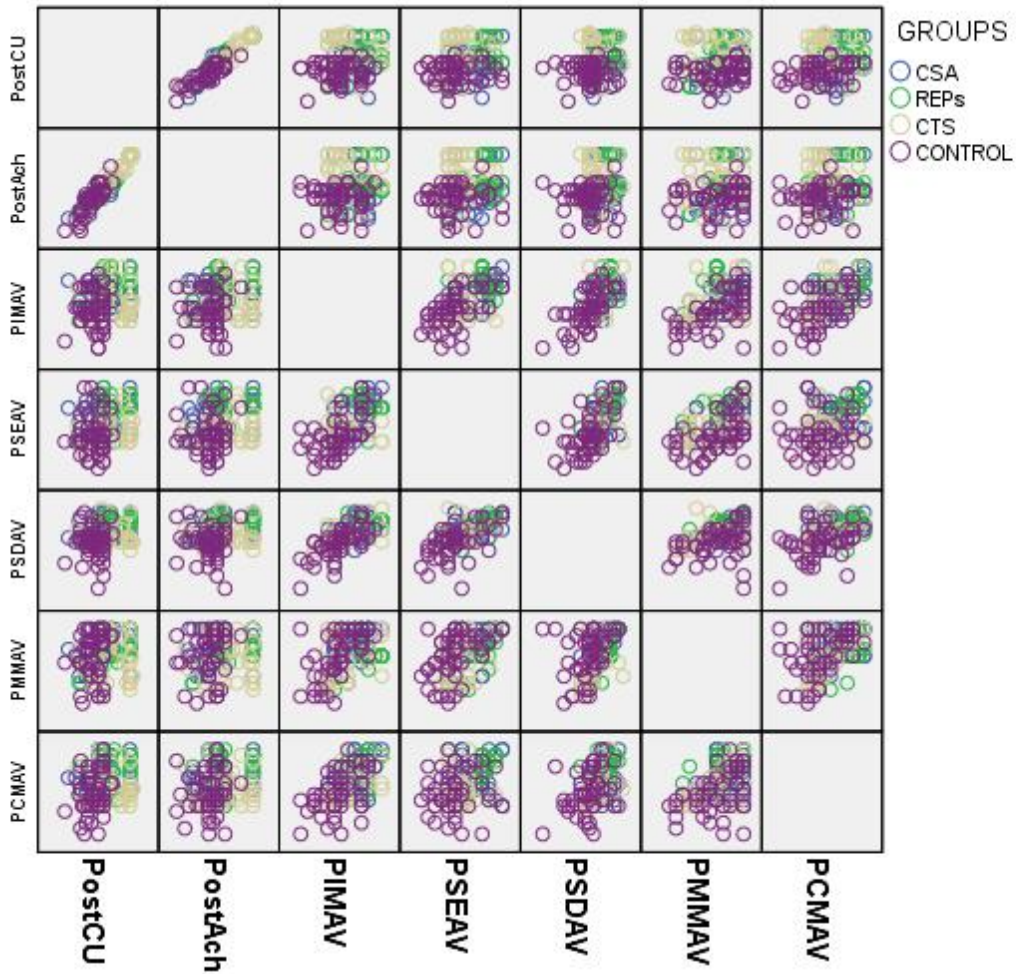 GROUPS
CSA
REPs
CTS
CONTROL
PostCU
PostAch
PIMAV
PSEAV
PSDAV
PMMAV
PCMAV
PostCU
PostAch
PIMAV
PSEAV
PSDAV
PMMAV
PCMAV